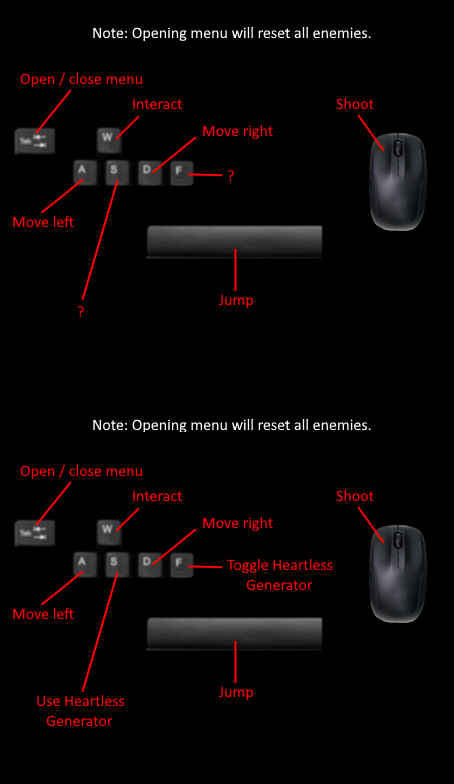 Note: Opening menu will reset all enemies.
Open / close menu
Interact
Shoot
Move right
Tab
W
A
S
D
F
?
Move left
Jump
?
Note: Opening menu will reset all enemies.
Open / close menu
Interact
Shoot
Move right
Tab
W
A
S
D
F
Toggle Heartless
Generator
Move left
Jump
Use Heartless
Generator